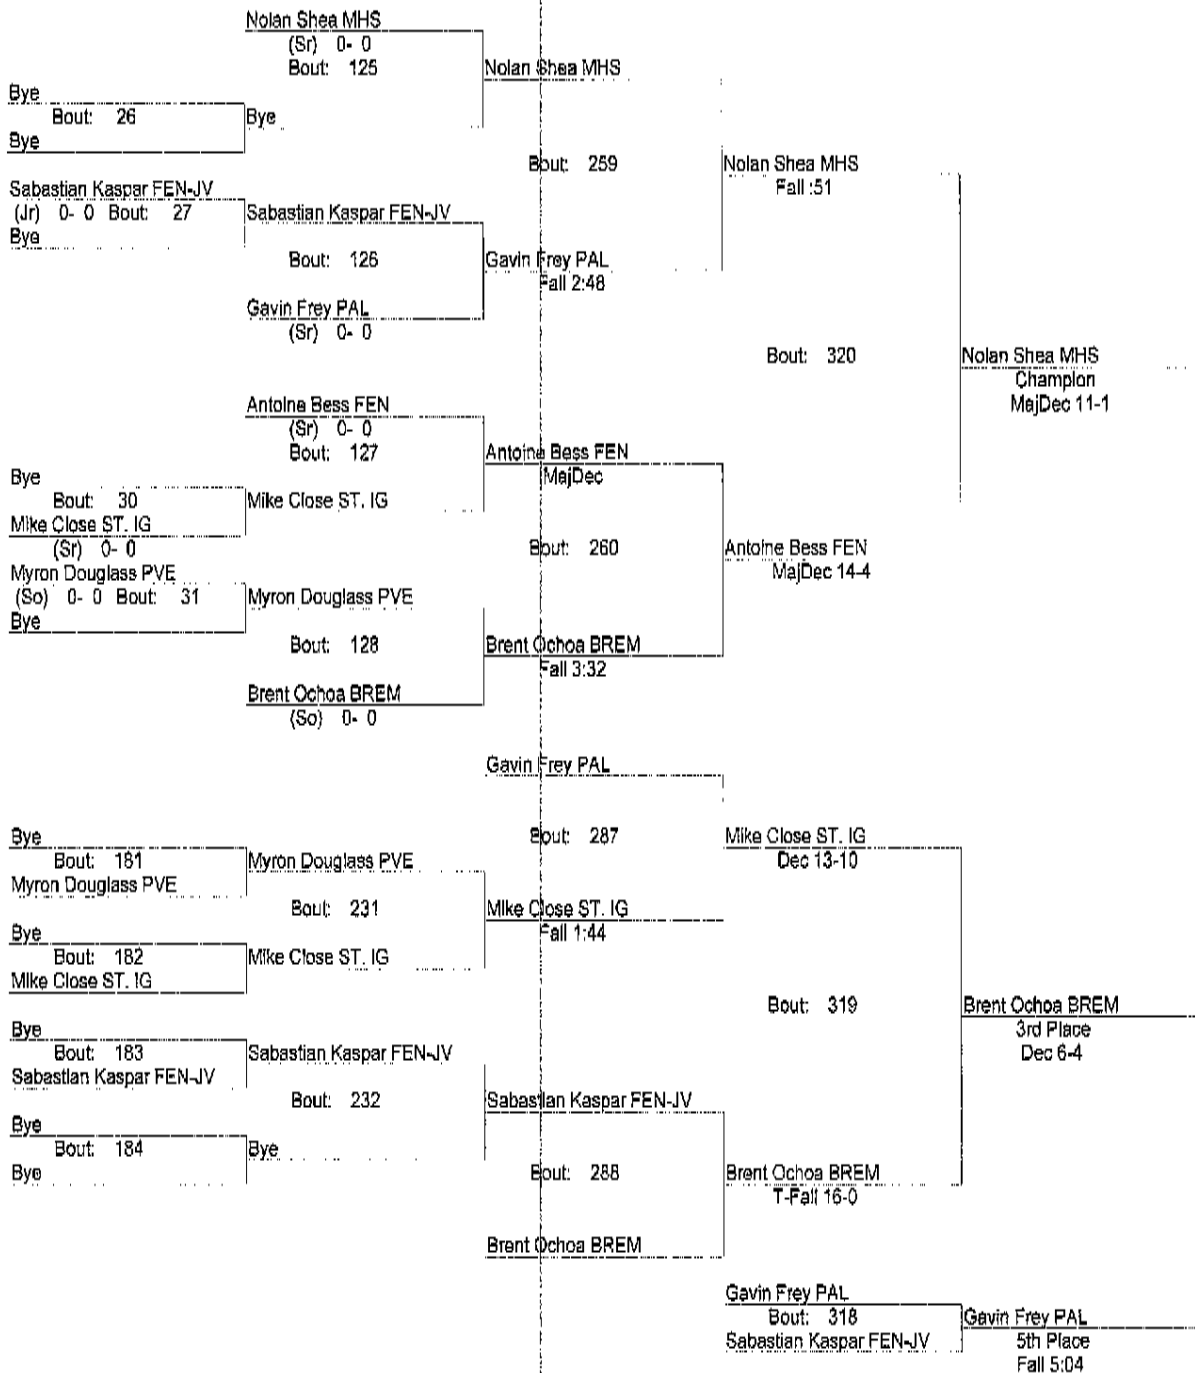 Nolan Shea MHS
(Sr) 0- 0
Bout: 125
Nolan Shea MHS
Bye
Bout: 26
Bye
Bye
Bout: 259
Nolan Shea MHS
Fall :51
Sabastian Kaspar FEN-JV
(Jr) 0- 0 Bout: 27
Sabastian Kaspar FEN-JV
Bye
Bout: 126
Gavin Frey PAL
Fall 2:48
Gavin Frey PAL
(Sr) 0- 0
Bout: 320
Nolan Shea MHS
Champion
MajDec 11-1
Antoine Bess FEN
(Sr) 0- 0
Bout: 127
Antoine Bess FEN
MajDec
Bye
Bout: 30
Mike Close ST. IG
Mike Close ST. IG
(Sr) 0- 0
Bout: 260
Antoine Bess FEN
MajDec 14-4
Myron Douglass PVE
(So) 0- 0 Bout: 31
Myron Douglass PVE
Bye
Bout: 128
Brent Ochoa BREM
Fall 3:32
Brent Ochoa BREM
(So) 0- 0
Gavin Frey PAL
Bout: 287
Mike Close ST. IG
Dec 13-10
Bye
Bout: 181
Myron Douglass PVE
Myron Douglass PVE
Bout: 231
Mike Close ST. IG
Fall 1:44
Bye
Bout: 182
Mike Close ST. IG
Mike Close ST. IG
Bout: 319
Brent Ochoa BREM
3rd Place
Dec 6-4
Bye
Bout: 183
Sabastian Kaspar FEN-JV
Sabastian Kaspar FEN-JV
Bout: 232
Sabastian Kaspar FEN-JV
Bye
Bout: 184
Bye
Bye
Bout: 288
Brent Ochoa BREM
T-Fall 16-0
Brent Ochoa BREM
Gavin Frey PAL
Bout: 318
Sabastian Kaspar FEN-JV
Gavin Frey PAL
5th Place
Fall 5:04